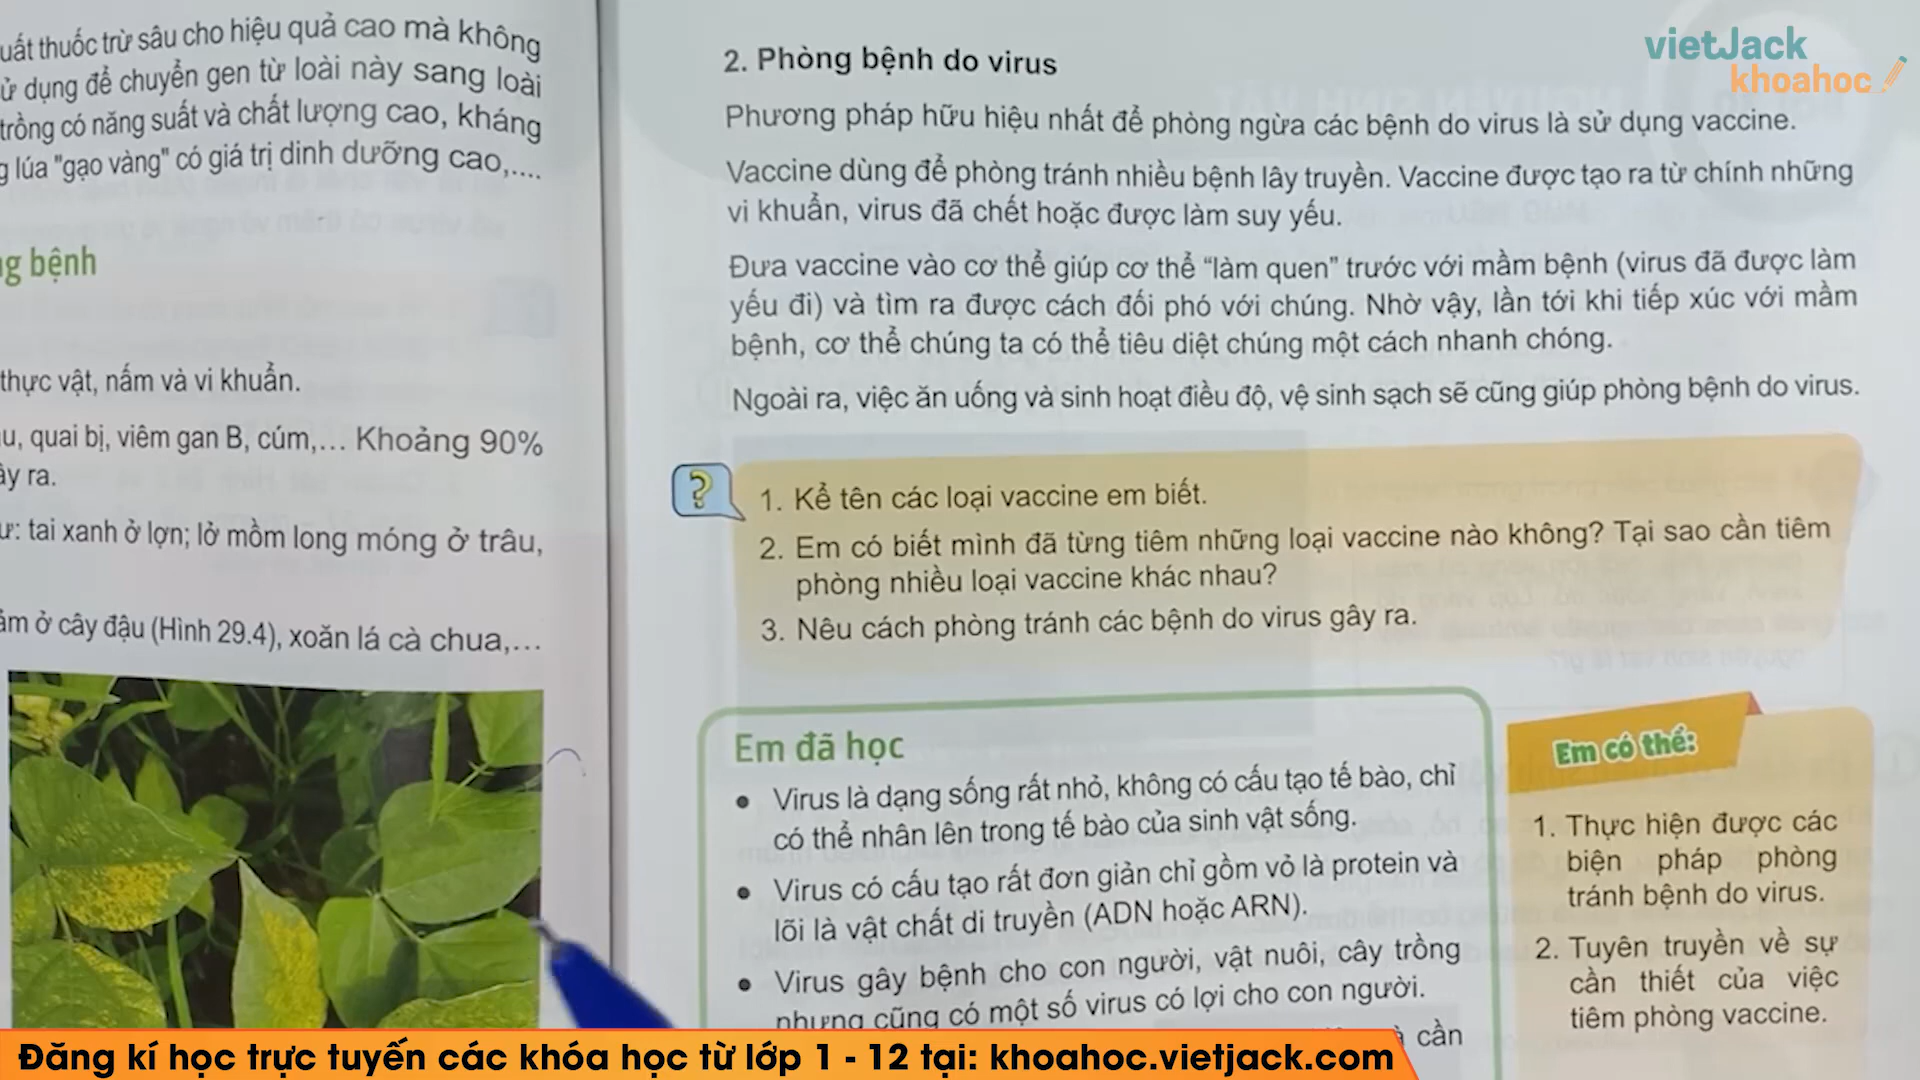 uất thuốc trừ sâu cho hiệu quả cao mà không
ử dụng để chuyển gen từ loài này sang loài
trồng có năng suất và chất lượng cao, kháng
lúa "gạo vàng" có giá trị dinh dưỡng cao,....
bệnh
thực vật, nấm và vi khuẩn.
u, quai bị, viêm gan B, cúm,... Khoảng 90%
ây ra.
ư: tai xanh ở lợn; lở mồm long móng ở trâu,
ảm ở cây đậu (Hình 29.4), xoăn lá cà chua,...
vietJack
khoahoc
2. Phòng bệnh do virus
Phương pháp hữu hiệu nhất để phòng ngừa các bệnh do virus là sử dụng vaccine.
Vaccine dùng để phòng tránh nhiều bệnh lây truyền. Vaccine được tạo ra từ chính những
vi khuẩn, virus đã chết hoặc được làm suy yếu.
Đưa vaccine vào cơ thể giúp cơ thể “làm quen” trước với mầm bệnh (virus đã được làm
yếu đi) và tìm ra được cách đối phó với chúng. Nhờ vậy, lần tới khi tiếp xúc với mầm
bệnh, cơ thể chúng ta có thể tiêu diệt chúng một cách nhanh chóng.
Ngoài ra, việc ăn uống và sinh hoạt điều độ, vệ sinh sạch sẽ cũng giúp phòng bệnh do virus.
?
1. Kể tên các loại vaccine em biết.
2. Em có biết mình đã từng tiêm những loại vaccine nào không? Tại sao cần tiêm
phòng nhiều loại vaccine khác nhau?
3. Nêu cách phòng tránh các bệnh do virus gây ra.
Em đã học
• Virus là dạng sống rất nhỏ, không có cấu tạo tế bào, chỉ
có thể nhân lên trong tế bào của sinh vật sống.
• Virus có cấu tạo rất đơn giản chỉ gồm vỏ là protein và
lõi là vật chất di truyền (ADN hoặc ARN).
• Virus gây bệnh cho con người, vật nuôi, cây trồng
nhưng cũng có một số virus có lợi cho con người.
cần
Em có thể:
1. Thực hiện được các
biện pháp phòng
tránh bệnh do virus.
2. Tuyên truyền về sự
cần thiết của việc
tiêm phòng vaccine.
Đăng kí học trực tuyến các khóa học từ lớp 1 - 12 tại: khoahoc.vietjack.com